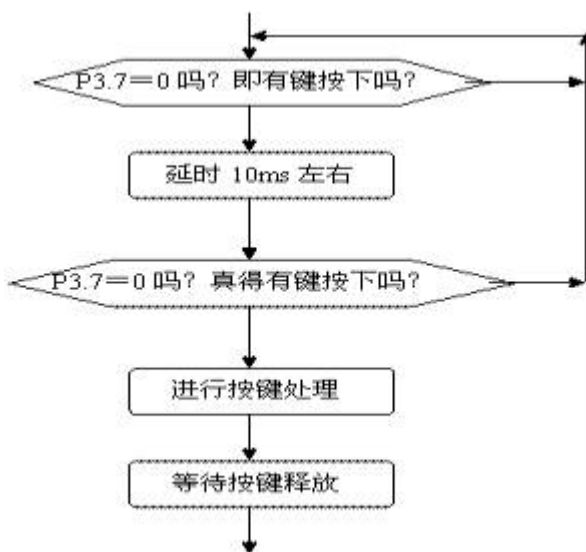 P3.7＝0 吗？即有键按下吗？
延时 10ms 左右
P3.7＝0 吗？真得有键按下吗？
进行按键处理
等待按键释放